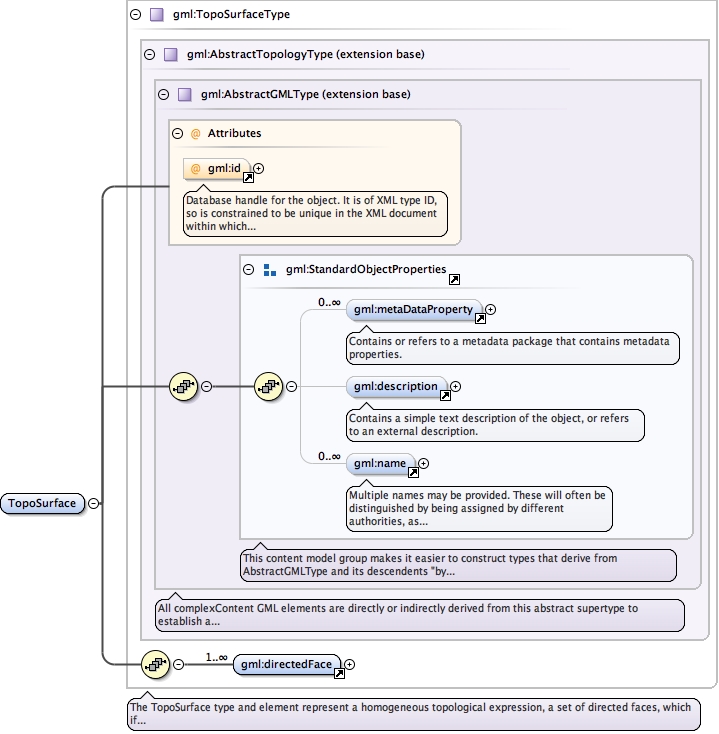 gml:TopoSurfaceType
gml:AbstractTopologyType (extension base)
gml:AbstractGMLType (extension base)
@ Attributes
@ gml:id
Database handle for the object. It is of XML type ID,
so is constrained to be unique in the XML document
within which...
gml:StandardObjectProperties
0..∞
gml:metaDataProperty
Contains or refers to a metadata package that contains metadata
properties.
gml:description
Contains a simple text description of the object, or refers
to an external description.
0..∞
gml:name
Multiple names may be provided. These will often be
distinguished by being assigned by different
authorities, as...
TopoSurface
This content model group makes it easier to construct types that derive from
AbstractGMLType and its descendents "by...
All complexContent GML elements are directly or indirectly derived from this abstract supertype to
establish a...
1..∞
gml:directedFace
The TopoSurface type and element represent a homogeneous topological expression, a set of directed faces, which
if...